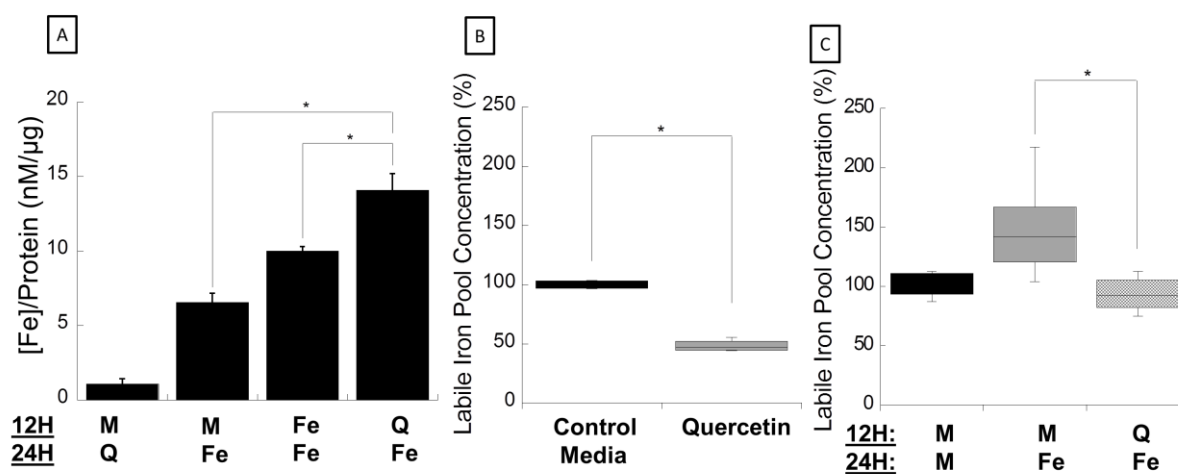 A
[Fe]/Protein (nM/µg)
20
15
10
5
0
*
*
12H M M Fe Q
24H Q Fe Fe Fe
B
Labile Iron Pool Concentration (%)
250
200
150
100
50
0
*
Control Quercetin
Media
C
Labile Iron Pool Concentration (%)
250
200
150
100
50
0
*
12H: M M Q
24H: M Fe Fe